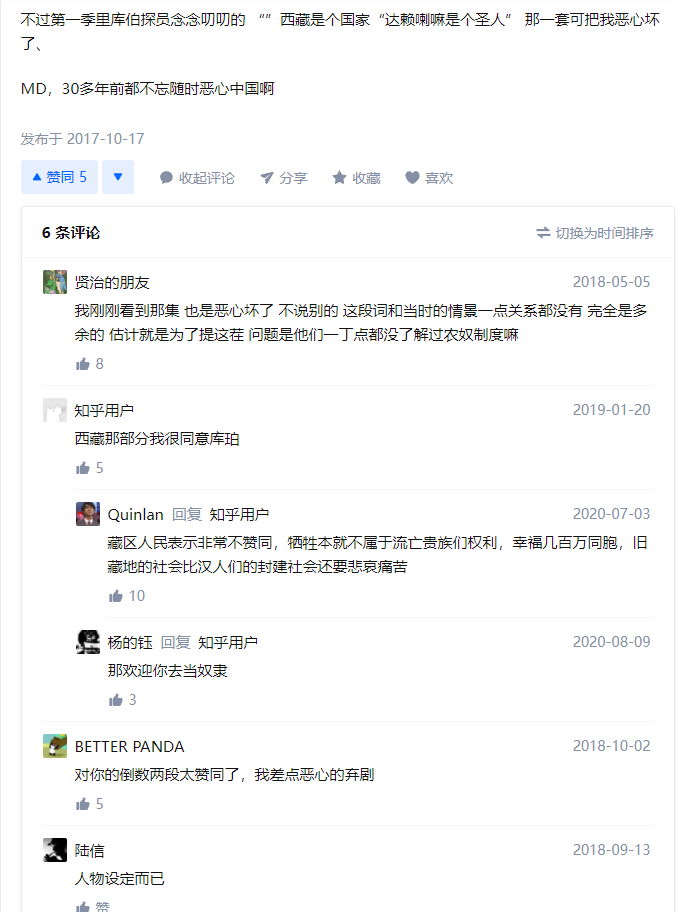 不过第一季里库伯探员念念叨叨的 “”西藏是个国家“达赖喇嘛是个圣人” 那一套可把我恶心坏
了、
MD，30多年前都不忘随时恶心中国啊
发布于 2017-10-17
赞同 5 收起评论 分享 收藏 喜欢
6 条评论 切换为时间排序
贤治的朋友 2018-05-05
我刚刚看到那集 也是恶心坏了 不说别的 这段词和当时的情景一点关系都没有 完全是多
余的 估计就是为了提这茬 问题是他们一丁点都没了解过农奴制度嘛
8
知乎用户 2019-01-20
西藏那部分我很同意库珀
5
Quinlan 回复 知乎用户 2020-07-03
藏区人民表示非常不赞同，牺牲本就不属于流亡贵族们权利，幸福几百万同胞，旧
藏地的社会比汉人们的封建社会还要悲哀痛苦
10
杨的钰 回复 知乎用户 2020-08-09
那欢迎你去当奴隶
3
BETTER PANDA 2018-10-02
对你的倒数两段太赞同了，我差点恶心的弃剧
5
陆信 2018-09-13
人物设定而已
赞